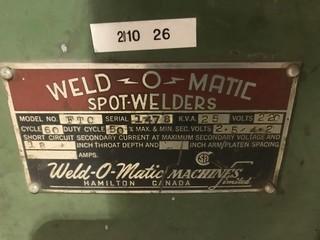 2110 26
WELD-O-MATIC
SPOT-WELDERS
MODEL NO. FTC SERIAL 1478 K.V.A. 25 VOLTS 220
CYCLE 60 DUTY CYCLE 50 % MAX. & MIN. SEC. VOLTS
SHORT CIRCUIT SECONDARY CURRENT AT MAXIMUM SECONDARY VOLTAGE AND
18 INCH THROAT DEPTH AND INCH ARM/PLATEN SPACING
AMPS.
Weld-O-Matic MACHINES Limited
HAMILTON CANADA